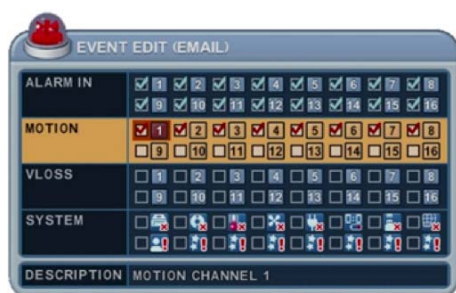 EVENT EDIT (EMAIL)
ALARM IN 1 2 3 4 5 6 7 8
9 10 11 12 13 14 15 16
MOTION 1 2 3 4 5 6 7 8
9 10 11 12 13 14 15 16
VLOSS 1 2 3 4 5 6 7 8
9 10 11 12 13 14 15 16
SYSTEM
DESCRIPTION MOTION CHANNEL 1